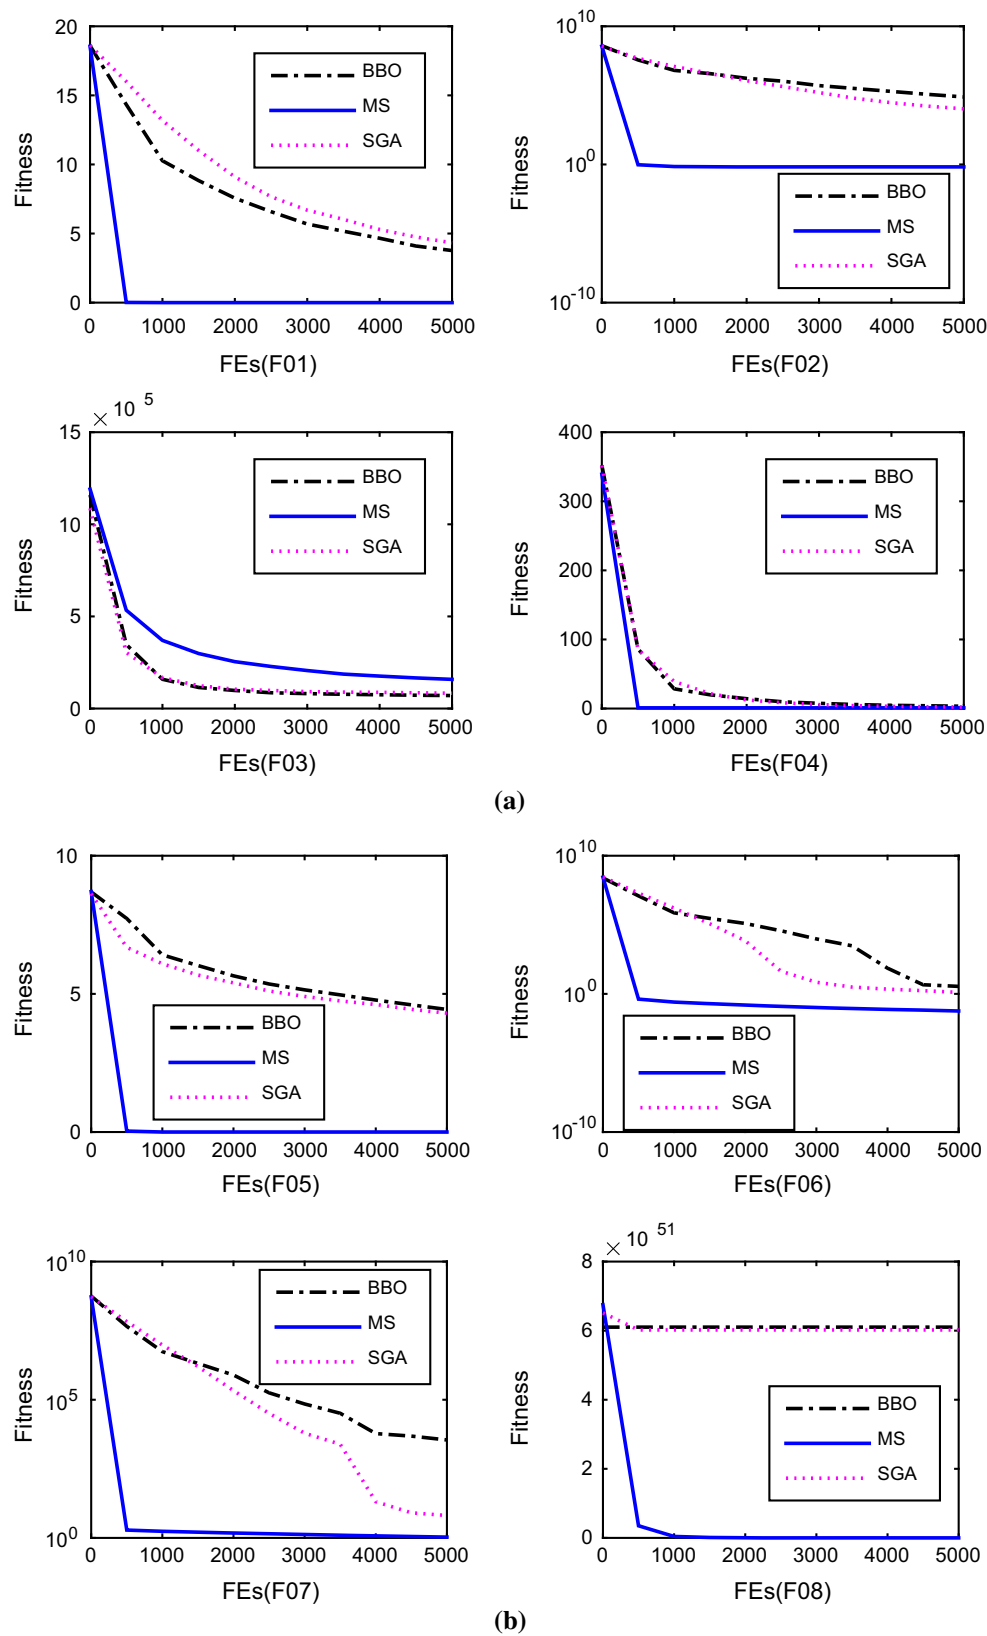 20
15
10
5
0
Fitness
BBO
MS
SGA
0 1000 2000 3000 4000 5000
FEs(F01)
10^10
10^0
10^-10
Fitness
BBO
MS
SGA
0 1000 2000 3000 4000 5000
FEs(F02)
× 10 5
15
10
5
0
Fitness
BBO
MS
SGA
0 1000 2000 3000 4000 5000
FEs(F03)
400
300
200
100
0
Fitness
BBO
MS
SGA
0 1000 2000 3000 4000 5000
FEs(F04)
(a)
10
5
0
Fitness
BBO
MS
SGA
0 1000 2000 3000 4000 5000
FEs(F05)
10^10
10^0
10^-10
Fitness
BBO
MS
SGA
0 1000 2000 3000 4000 5000
FEs(F06)
10^10
10^5
10^0
Fitness
BBO
MS
SGA
0 1000 2000 3000 4000 5000
FEs(F07)
× 10 51
8
6
4
2
0
Fitness
BBO
MS
SGA
0 1000 2000 3000 4000 5000
FEs(F08)
(b)